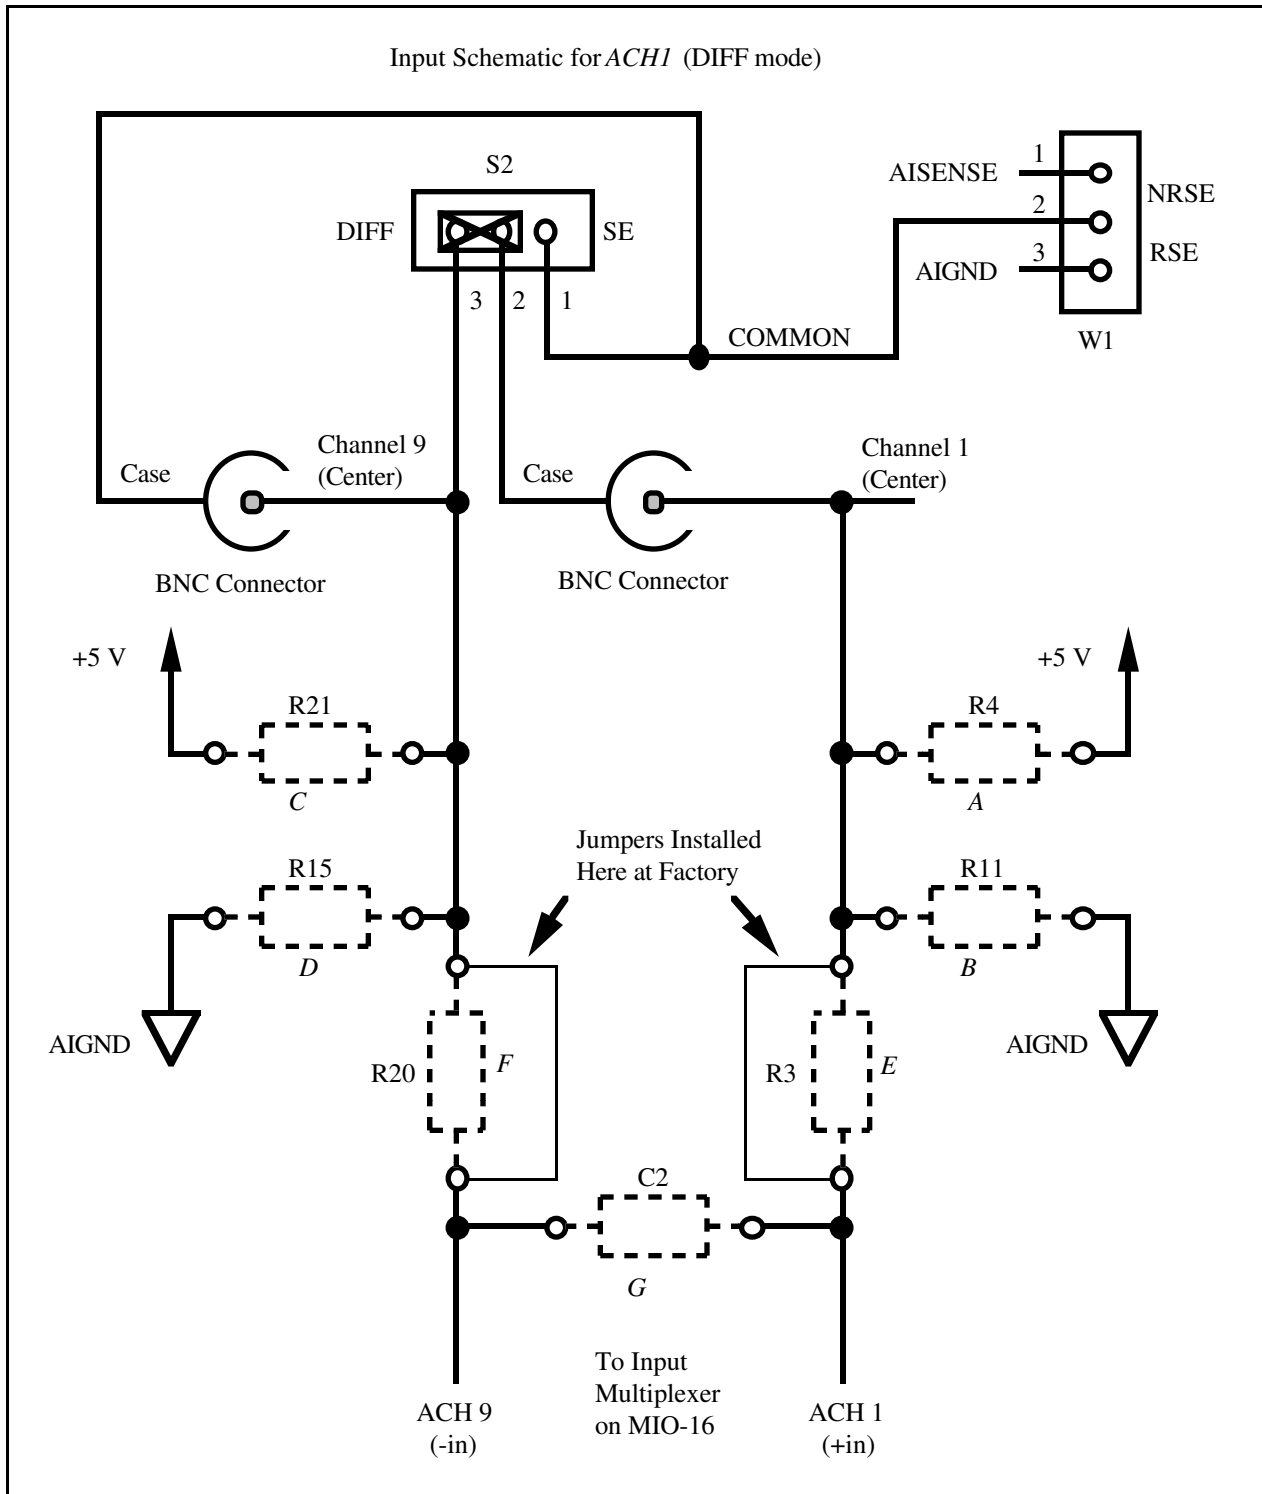 Input Schematic for ACH1 (DIFF mode)
S2
DIFF
SE
3
2
1
AISENSE
1
2
AIGND
3
NRSE
RSE
W1
COMMON
Case
Channel 9
(Center)
BNC Connector
Case
Channel 1
(Center)
BNC Connector
+5 V
R21
C
R4
A
+5 V
R15
D
AIGND
Jumpers Installed
Here at Factory
R11
B
AIGND
R20
F
R3
E
C2
G
To Input
Multiplexer
on MIO-16
ACH 9
(-in)
ACH 1
(+in)